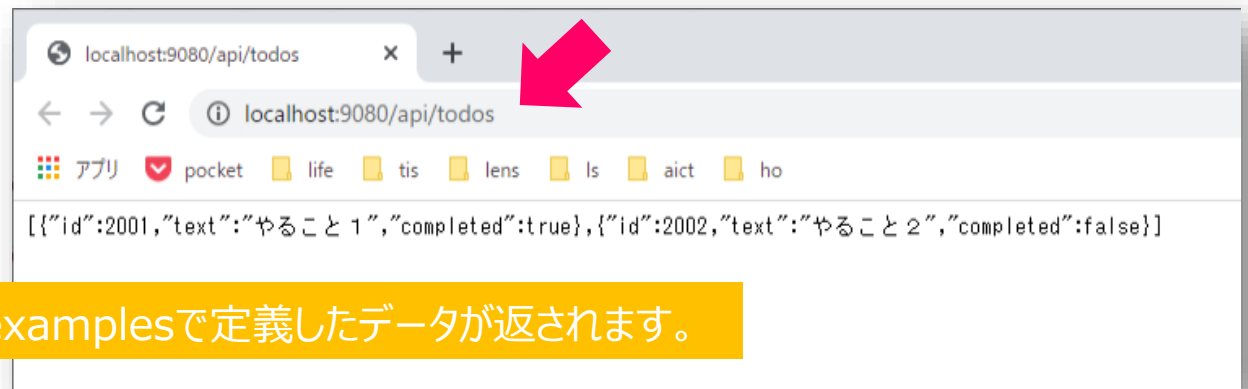 localhost:9080/api/todos
localhost:9080/api/todos
アプリ pocket life tis lens ls aict ho
[{"id":2001,"text":"やること１","completed":true},{"id":2002,"text":"やること２","completed":false}]
examplesで定義したデータが返されます。